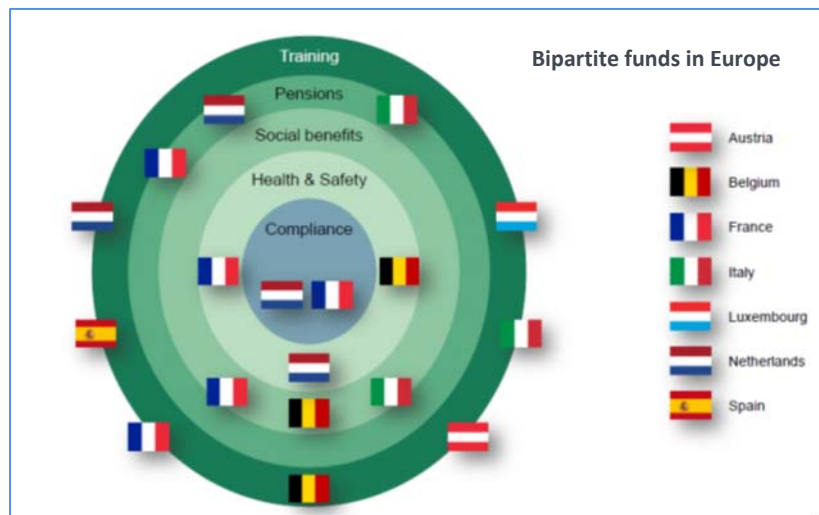 Training
Bipartite funds in Europe
Pensions
Social benefits
Health & Safety
Compliance
Austria
Belgium
France
Italy
Luxembourg
Netherlands
Spain